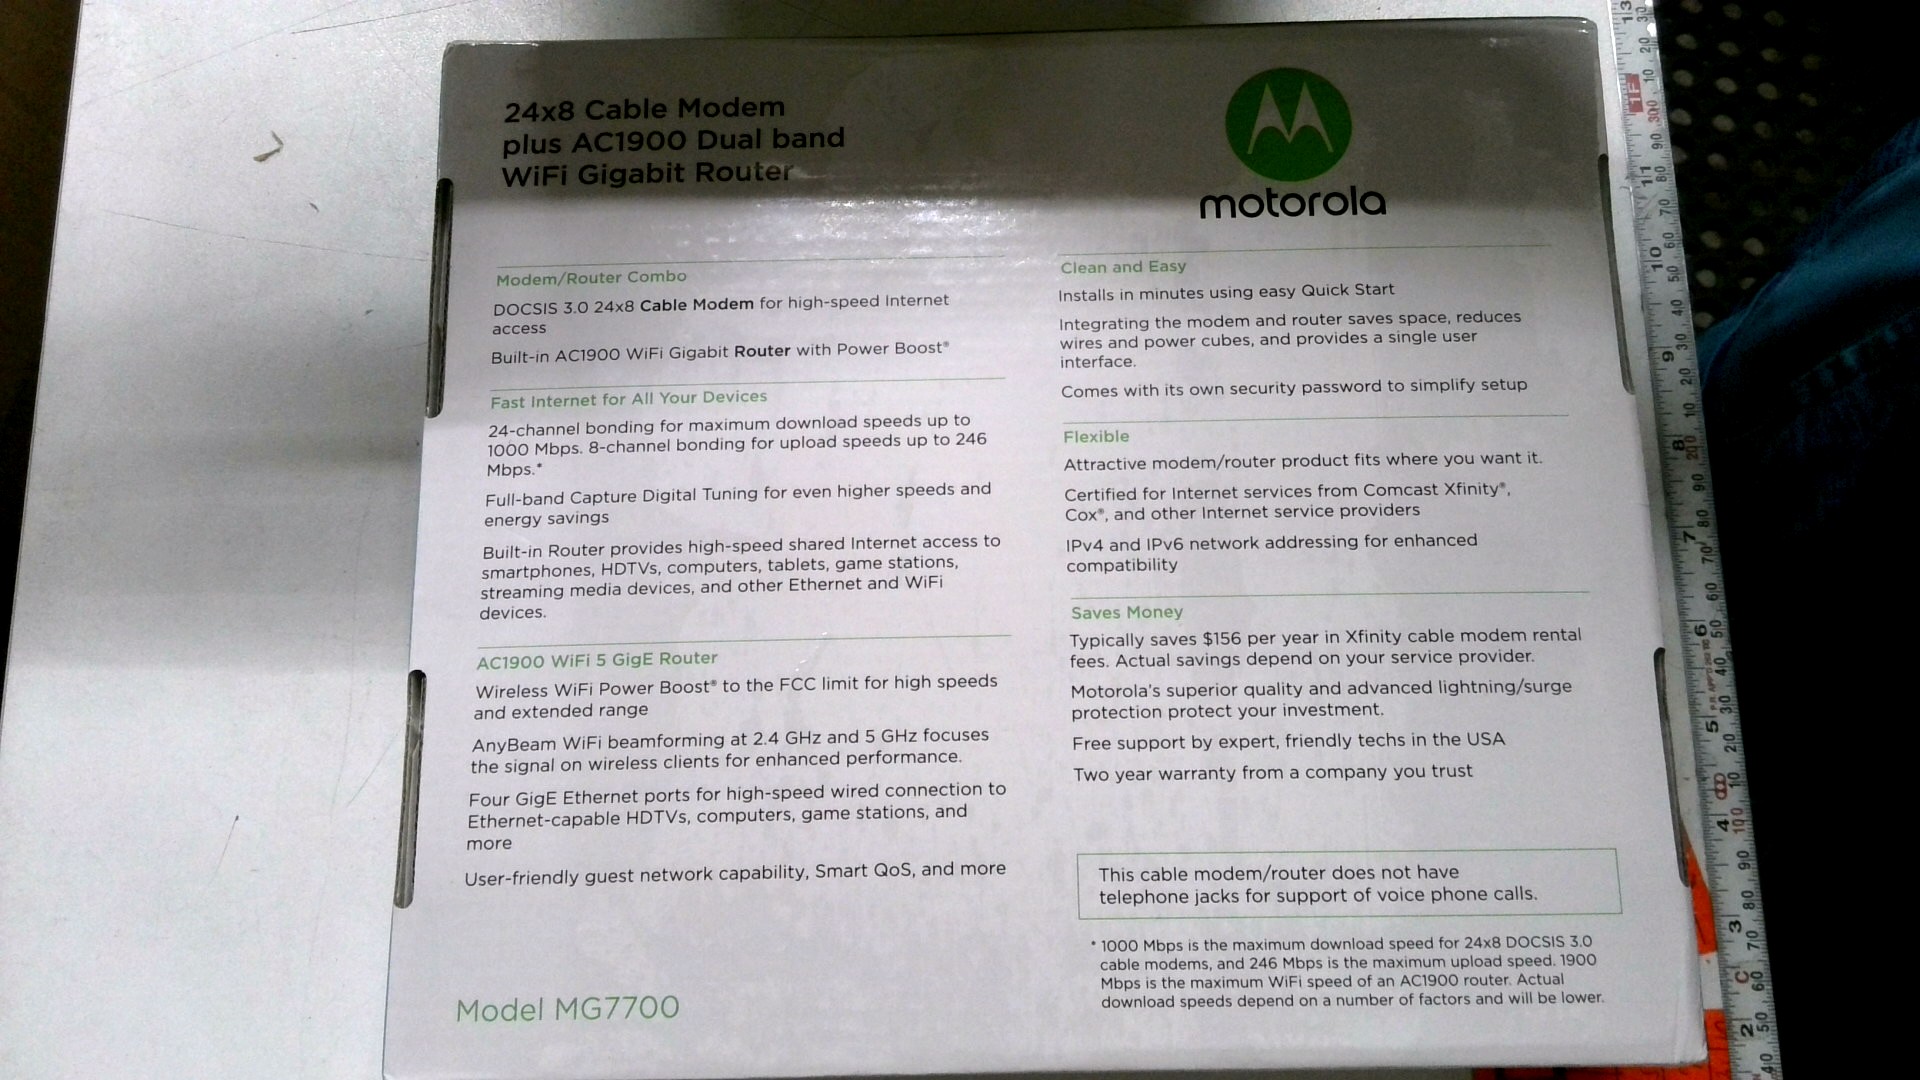 24x8 Cable Modem
plus AC1900 Dual band
WiFi Gigabit Router
motorola
Modem/Router Combo
DOCSIS 3.0 24x8 Cable Modem for high-speed Internet
access
Built-in AC1900 WiFi Gigabit Router with Power Boost®
Fast Internet for All Your Devices
24-channel bonding for maximum download speeds up to
1000 Mbps. 8-channel bonding for upload speeds up to 246
Mbps.*
Full-band Capture Digital Tuning for even higher speeds and
energy savings
Built-in Router provides high-speed shared Internet access to
smartphones, HDTVs, computers, tablets, game stations,
streaming media devices, and other Ethernet and WiFi
devices.
AC1900 WiFi 5 GigE Router
Wireless WiFi Power Boost® to the FCC limit for high speeds
and extended range
AnyBeam WiFi beamforming at 2.4 GHz and 5 GHz focuses
the signal on wireless clients for enhanced performance.
Four GigE Ethernet ports for high-speed wired connection to
Ethernet-capable HDTVs, computers, game stations, and
more
User-friendly guest network capability, Smart QoS, and more
Model MG7700
Clean and Easy
Installs in minutes using easy Quick Start
Integrating the modem and router saves space, reduces
wires and power cubes, and provides a single user
interface.
Comes with its own security password to simplify setup
Flexible
Attractive modem/router product fits where you want it.
Certified for Internet services from Comcast Xfinity®,
Cox®, and other Internet service providers
IPv4 and IPv6 network addressing for enhanced
compatibility
Saves Money
Typically saves $156 per year in Xfinity cable modem rental
fees. Actual savings depend on your service provider.
Motorola's superior quality and advanced lightning/surge
protection protect your investment.
Free support by expert, friendly techs in the USA
Two year warranty from a company you trust
This cable modem/router does not have
telephone jacks for support of voice phone calls.
* 1000 Mbps is the maximum download speed for 24x8 DOCSIS 3.0
cable modems, and 246 Mbps is the maximum upload speed. 1900
Mbps is the maximum WiFi speed of an AC1900 router. Actual
download speeds depend on a number of factors and will be lower.